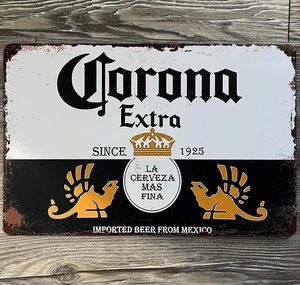 Corona
Extra
SINCE 1925
LA
CERVEZA
MAS
FINA
IMPORTED BEER FROM MEXICO